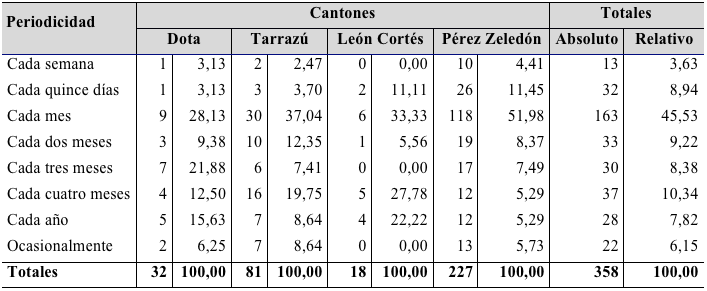 Periodicidad Cantones Totales
Dota Tarrazú León Cortés Pérez Zeledón Absoluto Relativo
Cada semana 1 3,13 2 2,47 0 0,00 10 4,41 13 3,63
Cada quince días 1 3,13 3 3,70 2 11,11 26 11,45 32 8,94
Cada mes 9 28,13 30 37,04 6 33,33 118 51,98 163 45,53
Cada dos meses 3 9,38 10 12,35 1 5,56 19 8,37 33 9,22
Cada tres meses 7 21,88 6 7,41 0 0,00 17 7,49 30 8,38
Cada cuatro meses 4 12,50 16 19,75 5 27,78 12 5,29 37 10,34
Cada año 5 15,63 7 8,64 4 22,22 12 5,29 28 7,82
Ocasionalmente 2 6,25 7 8,64 0 0,00 13 5,73 22 6,15
Totales 32 100,00 81 100,00 18 100,00 227 100,00 358 100,00